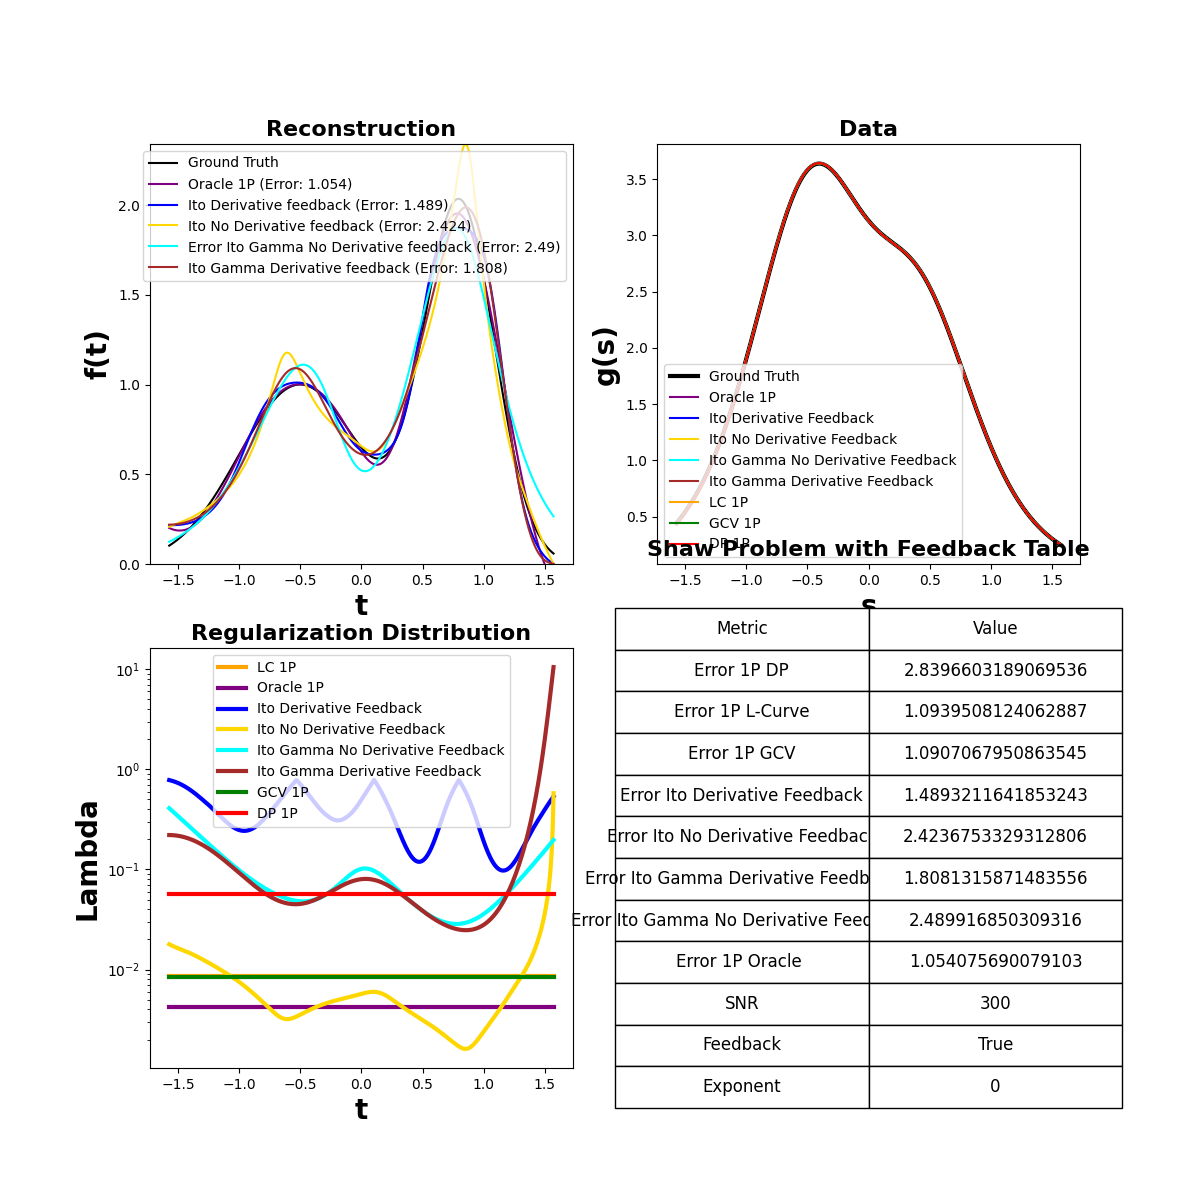 Reconstruction
f(t)
2.0
1.5
1.0
0.5
0.0
Ground Truth
Oracle 1P (Error: 1.054)
Ito Derivative feedback (Error: 1.489)
Ito No Derivative feedback (Error: 2.424)
Error Ito Gamma No Derivative feedback (Error: 2.49)
Ito Gamma Derivative feedback (Error: 1.808)
−1.5 −1.0 −0.5 0.0 0.5 1.0 1.5
t
Data
g(s)
3.5
3.0
2.5
2.0
1.5
1.0
0.5
Ground Truth
Oracle 1P
Ito Derivative Feedback
Ito No Derivative Feedback
Ito Gamma No Derivative Feedback
Ito Gamma Derivative Feedback
LC 1P
GCV 1P
DP 1P
−1.5 −1.0 −0.5 0.0 0.5 1.0 1.5
s
Regularization Distribution
Lambda
10¹
10⁰
10⁻¹
10⁻²
LC 1P
Oracle 1P
Ito Derivative Feedback
Ito No Derivative Feedback
Ito Gamma No Derivative Feedback
Ito Gamma Derivative Feedback
GCV 1P
DP 1P
−1.5 −1.0 −0.5 0.0 0.5 1.0 1.5
t
Shaw Problem with Feedback Table
Metric Value
Error 1P DP 2.8396603189069536
Error 1P L-Curve 1.0939508124062887
Error 1P GCV 1.0907067950863545
Error Ito Derivative Feedback 1.4893211641853243
Error Ito No Derivative Feedbac 2.4236753329312806
Error Ito Gamma Derivative Feedb 1.8081315871483556
Error Ito Gamma No Derivative Feed 2.489916850309316
Error 1P Oracle 1.054075690079103
SNR 300
Feedback True
Exponent 0